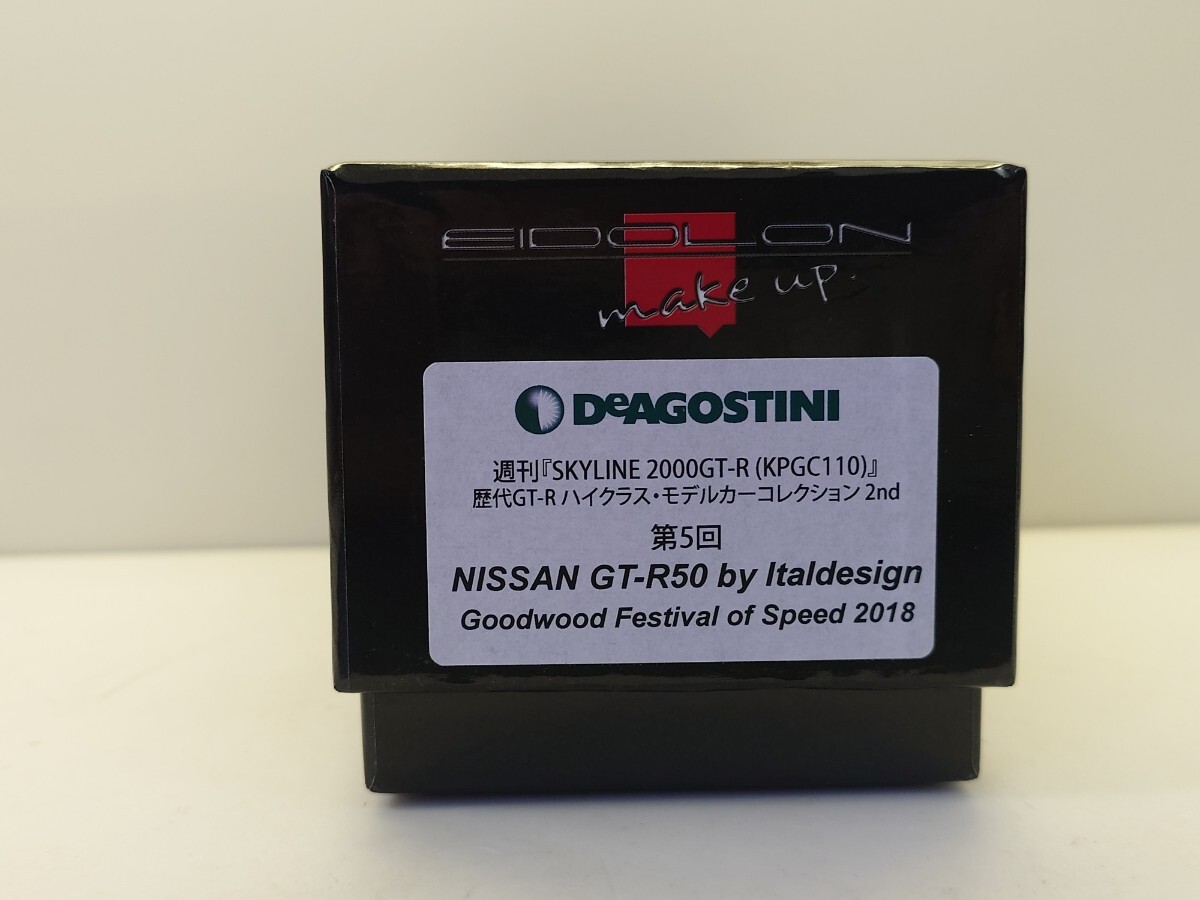 EIDOLON
make up.
DeAGOSTINI
週刊『SKYLINE 2000GT-R (KPGC110)』
歴代GT-R ハイクラス・モデルカーコレクション 2nd
第5回
NISSAN GT-R50 by Italdesign
Goodwood Festival of Speed 2018